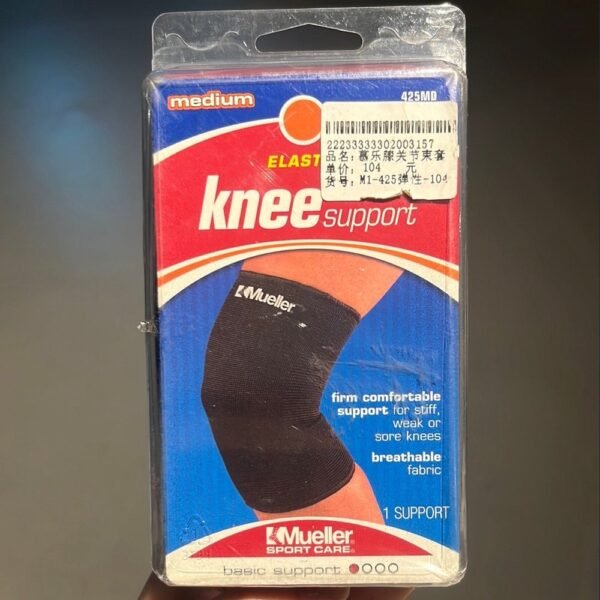 medium
425MD
22233333302003157
品名: 慕乐膝关节束套
单价: 104 元
货号: M1-425弹性-104
ELAST
knee support
Mueller
firm comfortable
support for stiff,
weak or
sore knees
breathable
fabric
1 SUPPORT
Mueller
SPORT CARE
basic support